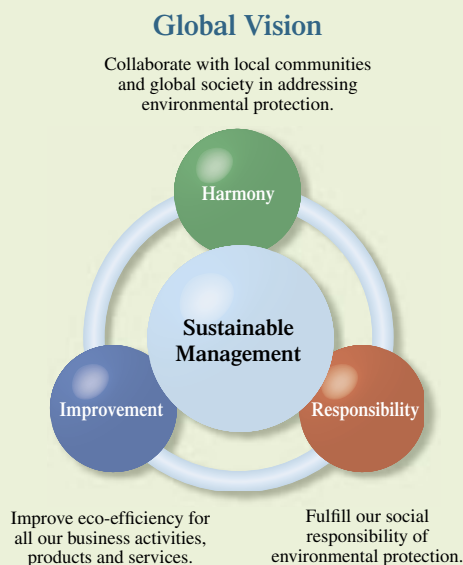 Global Vision
Collaborate with local communities
and global society in addressing
environmental protection.
Harmony
Sustainable
Management
Improvement
Responsibility
Improve eco-efficiency for
all our business activities,
products and services.
Fulfill our social
responsibility of
environmental protection.